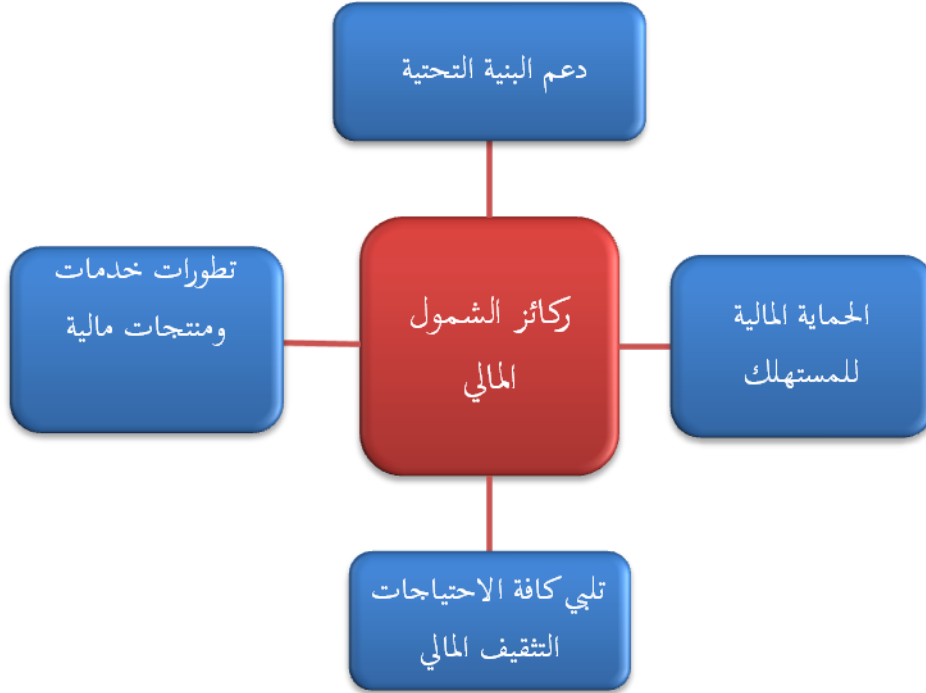 دعم البنية التحتية
الحماية المالية
للمستهلك
ركائز الشمول
المالي
تطورات خدمات
ومنتجات مالية
تلبي كافة الاحتياجات
التثقيف المالي